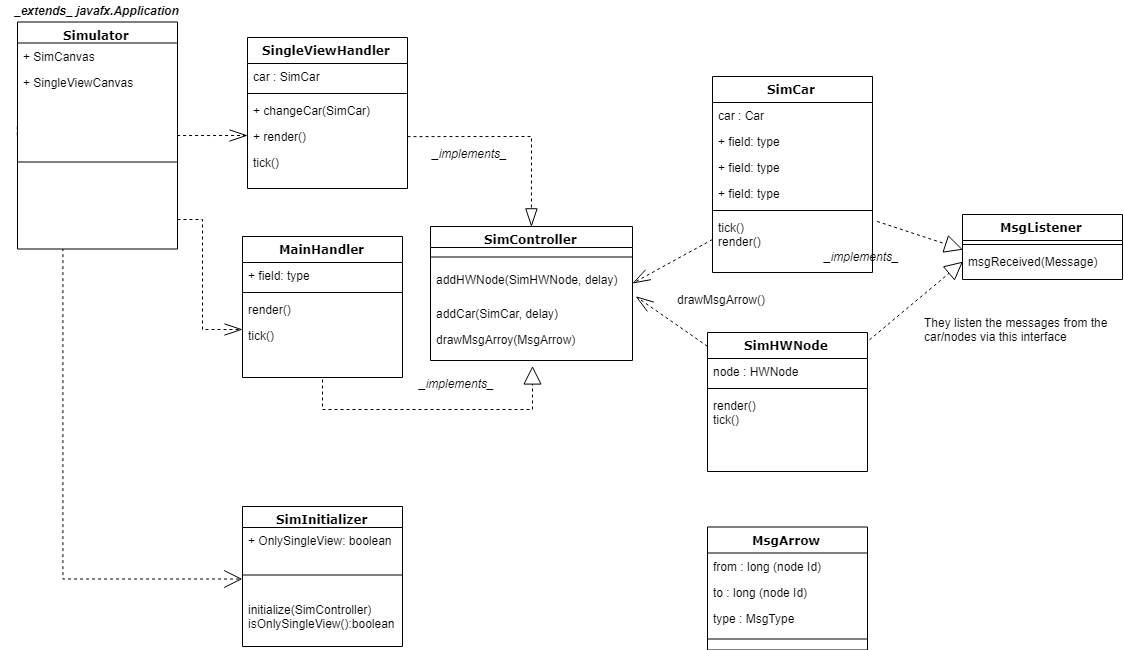 _extends_ javafx.Application
Simulator
+ SimCanvas
+ SingleViewCanvas
SingleViewHandler
car : SimCar
+ changeCar(SimCar)
+ render()
tick()
_implements_
MainHandler
+ field: type
render()
tick()
SimController
addHWNode(SimHWNode, delay)
addCar(SimCar, delay)
drawMsgArroy(MsgArrow)
_implements_
SimCar
car : Car
+ field: type
+ field: type
+ field: type
tick()
render()
_implements_
MsgListener
msgReceived(Message)
drawMsgArrow()
They listen the messages from the
car/nodes via this interface
SimHWNode
node : HWNode
render()
tick()
SimInitializer
+ OnlySingleView: boolean
initialize(SimController)
isOnlySingleView():boolean
MsgArrow
from : long (node Id)
to : long (node Id)
type : MsgType